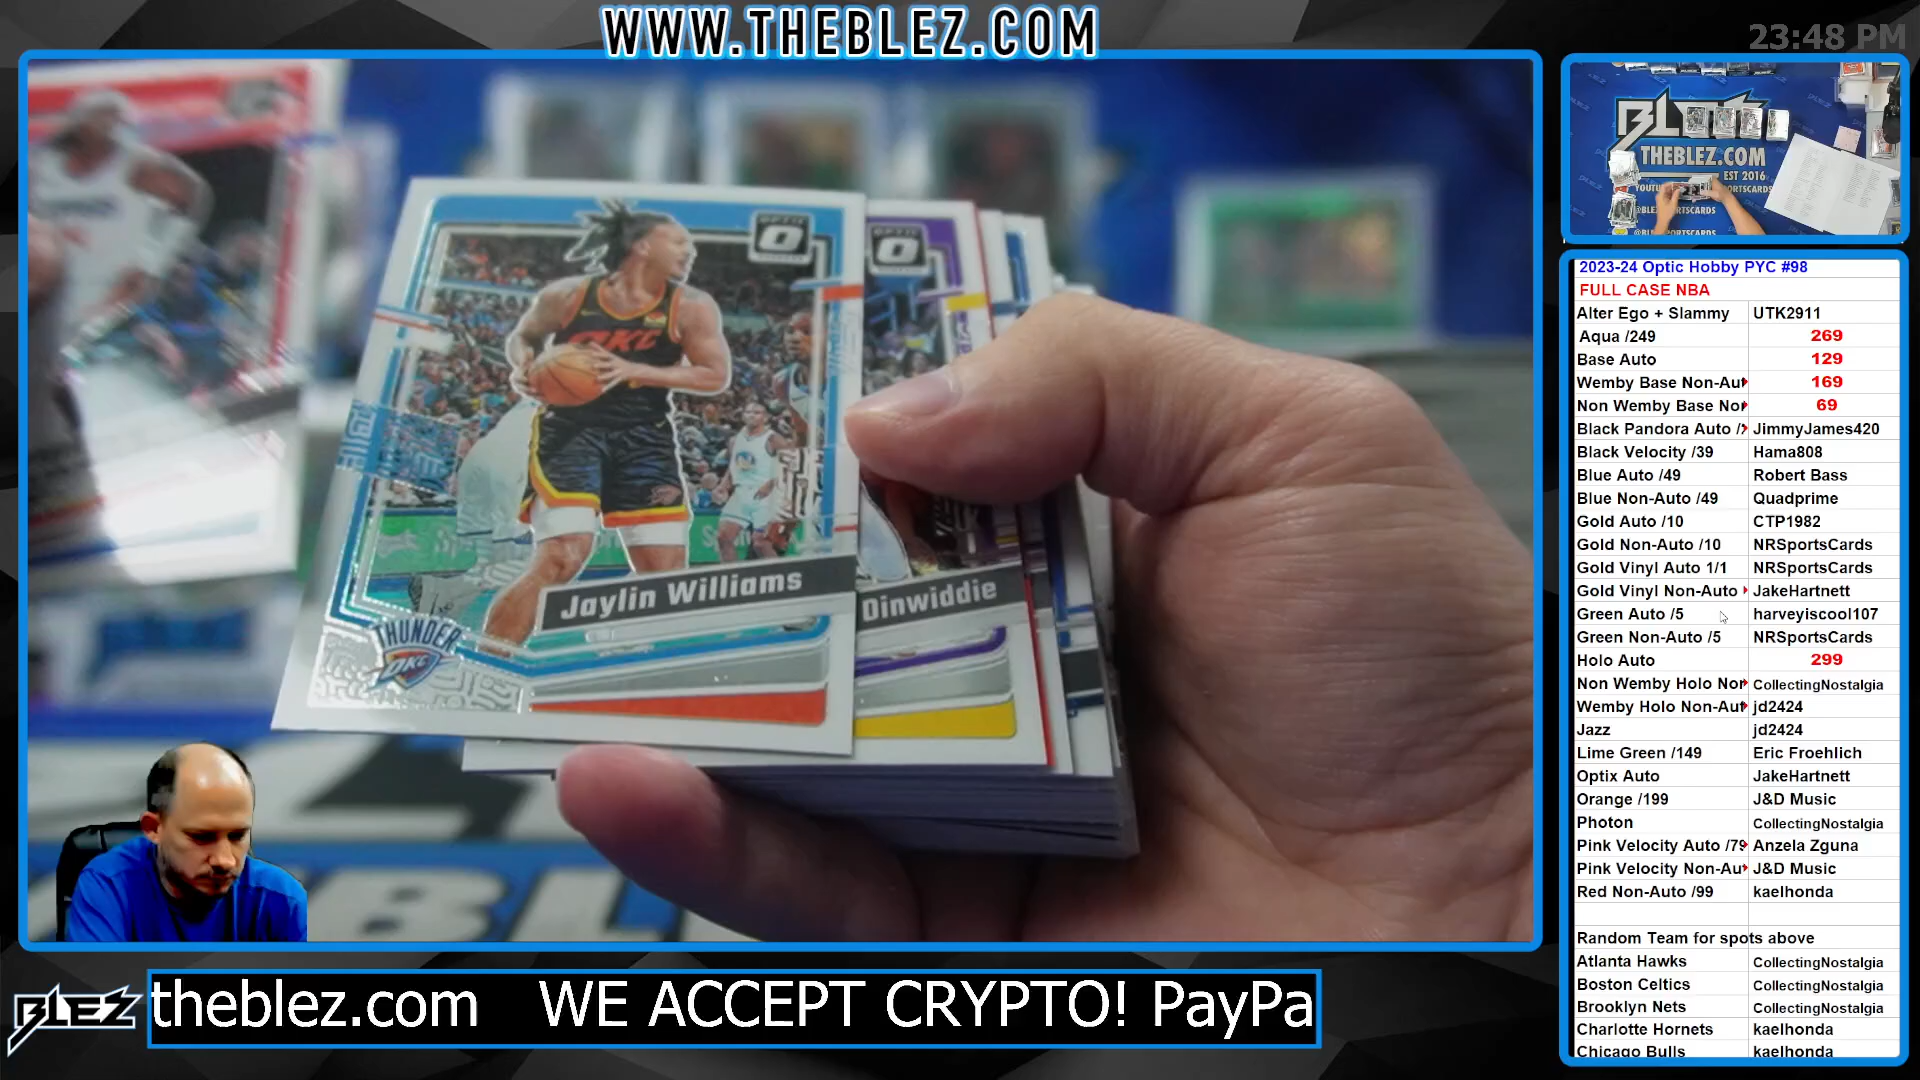 WWW.THEBLEZ.COM
23:48 PM
OPTIC
OKC
Jaylin Williams
THUNDER
OKC
Dinwiddie
BLEZ
THEBLEZ.COM
EST 2016
2023-24 Optic Hobby PYC #98
FULL CASE NBA
Alter Ego + Slammy UTK2911
Aqua /249 269
Base Auto 129
Wemby Base Non-Aut 169
Non Wemby Base Nor 69
Black Pandora Auto / JimmyJames420
Black Velocity /39 Hama808
Blue Auto /49 Robert Bass
Blue Non-Auto /49 Quadprime
Gold Auto /10 CTP1982
Gold Non-Auto /10 NRSportsCards
Gold Vinyl Auto 1/1 NRSportsCards
Gold Vinyl Non-Auto JakeHartnett
Green Auto /5 harveyiscool107
Green Non-Auto /5 NRSportsCards
Holo Auto 299
Non Wemby Holo Nor CollectingNostalgia
Wemby Holo Non-Aut jd2424
Jazz jd2424
Lime Green /149 Eric Froehlich
Optix Auto JakeHartnett
Orange /199 J&D Music
Photon CollectingNostalgia
Pink Velocity Auto /79 Anzela Zguna
Pink Velocity Non-Au J&D Music
Red Non-Auto /99 kaelhonda
Random Team for spots above
Atlanta Hawks CollectingNostalgia
Boston Celtics CollectingNostalgia
Brooklyn Nets CollectingNostalgia
Charlotte Hornets kaelhonda
Chicago Bulls kaelhonda
BLEZ
theblez.com WE ACCEPT CRYPTO! PayPa